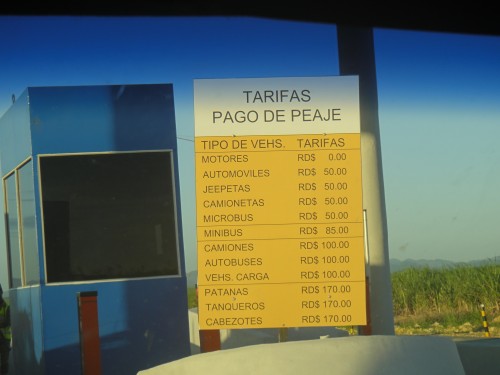 TARIFAS
PAGO DE PEAJE
TIPO DE VEHS. TARIFAS
MOTORES RD$ 0.00
AUTOMOVILES RD$ 50.00
JEEPETAS RD$ 50.00
CAMIONETAS RD$ 50.00
MICROBUS RD$ 50.00
MINIBUS RD$ 85.00
CAMIONES RD$ 100.00
AUTOBUSES RD$ 100.00
VEHS. CARGA RD$ 100.00
PATANAS RD$ 170.00
TANQUEROS RD$ 170.00
CABEZOTES RD$ 170.00